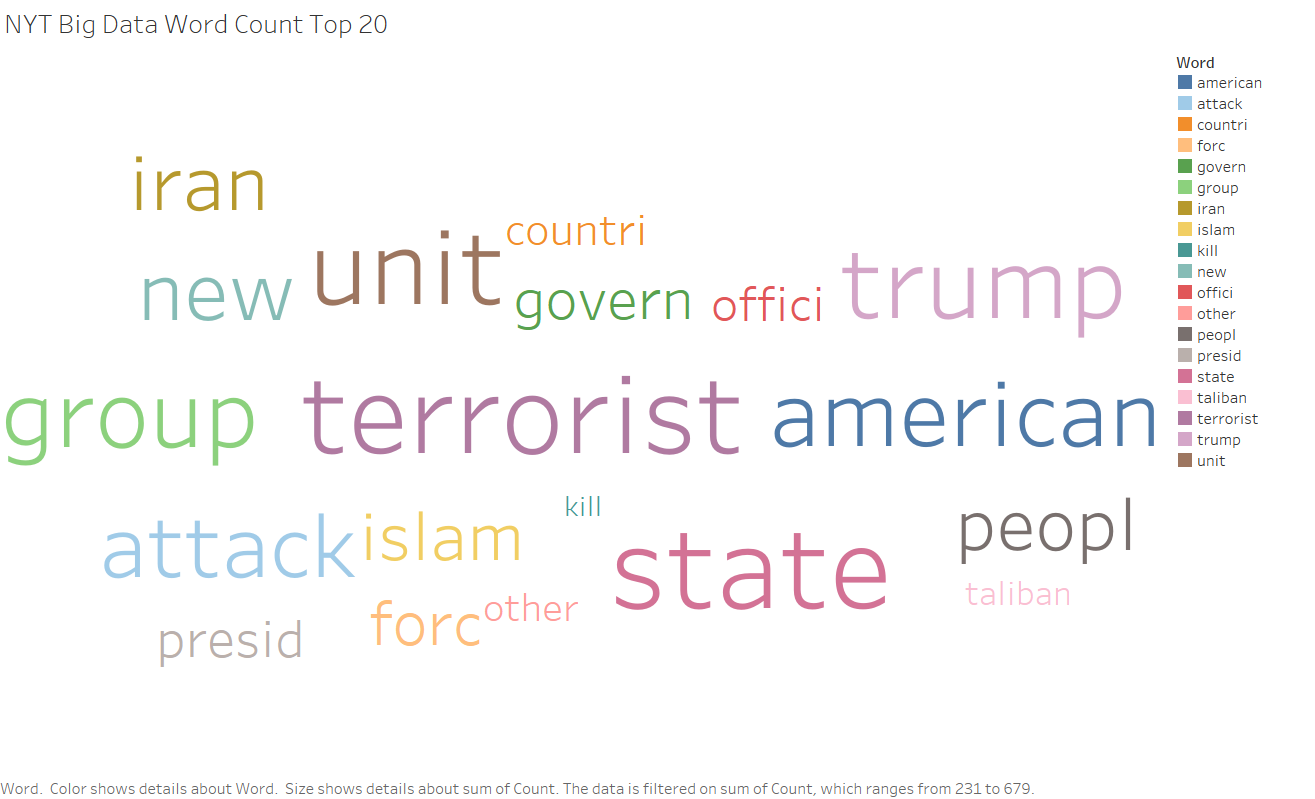 NYT Big Data Word Count Top 20
Word
american
attack
countri
forc
govern
group
iran
islam
kill
new
offici
other
peopl
presid
state
taliban
terrorist
trump
unit
iran
countri
unit
trump
new
govern
offici
group
terrorist
american
kill
peopl
attack
islam
state
taliban
forc
other
presid
Word.  Color shows details about Word.  Size shows details about sum of Count. The data is filtered on sum of Count, which ranges from 231 to 679.